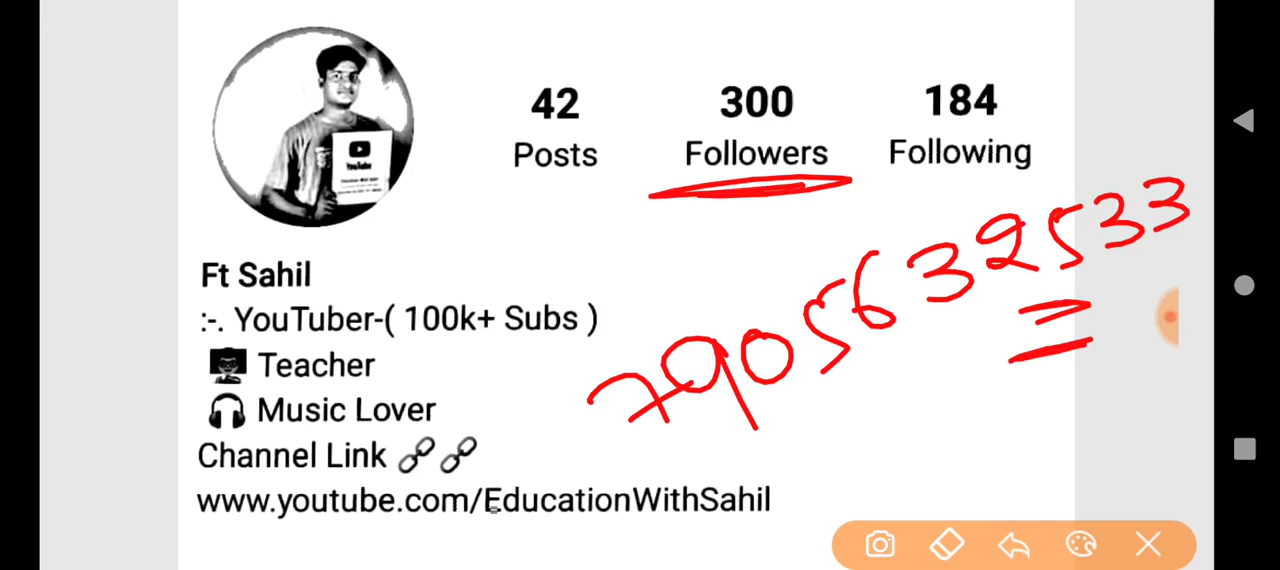 42 300 184
Posts Followers Following
YouTube
7905632533
Ft Sahil
:-. YouTuber-( 100k+ Subs )
Teacher
Music Lover
Channel Link
www.youtube.com/EducationWithSahil